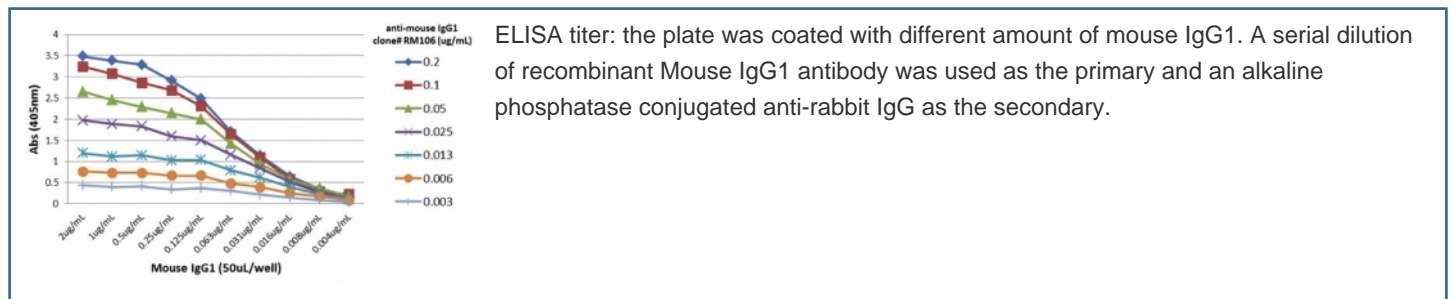 anti-mouse IgG1
clone# RM106 (ug/mL)
4
3.5
3
2.5
2
1.5
1
0.5
0
Abs (405nm)
0.2
0.1
0.05
0.025
0.013
0.006
0.003
2ug/mL
1ug/mL
0.5ug/mL
0.25ug/mL
0.125ug/mL
0.063ug/mL
0.031ug/mL
0.016ug/mL
0.008ug/mL
0.004ug/mL
Mouse IgG1 (50uL/well)
ELISA titer: the plate was coated with different amount of mouse IgG1. A serial dilution
of recombinant Mouse IgG1 antibody was used as the primary and an alkaline
phosphatase conjugated anti-rabbit IgG as the secondary.